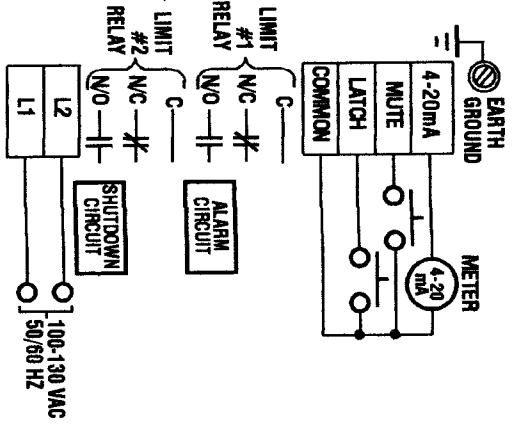 EARTH
GROUND
4-20mA
MUTE
LATCH
COMMON
METER
4-20
mA
LIMIT
#1
RELAY
C
N/C
N/O
ALARM
CIRCUIT
LIMIT
#2
RELAY
C
N/C
N/O
SHUTDOWN
CIRCUIT
L2
L1
100-130 VAC
50/60 HZ